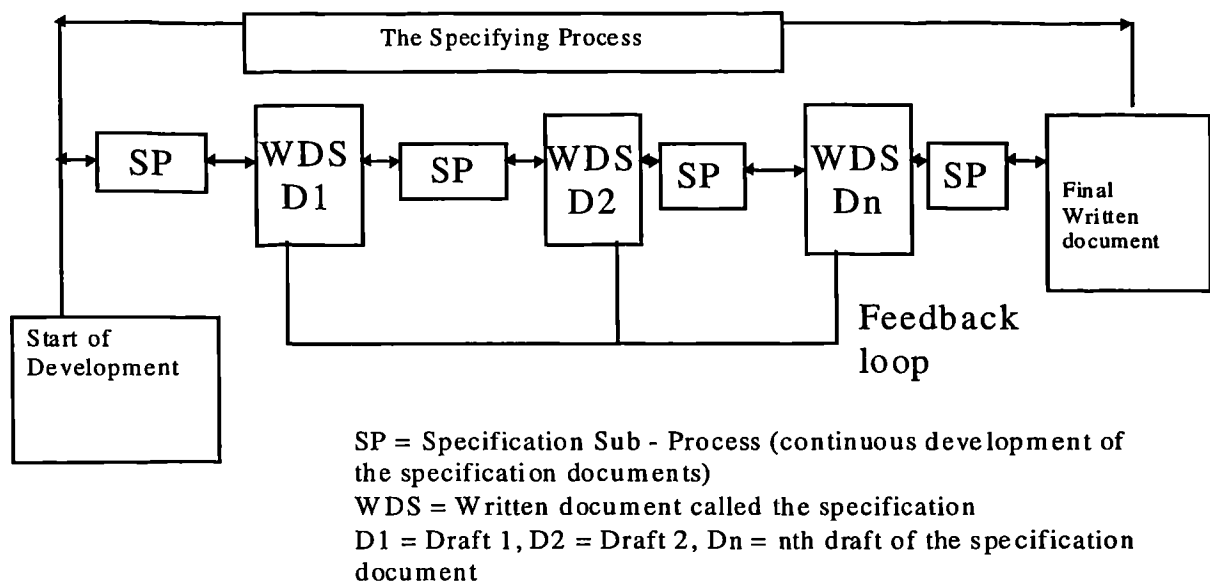 The Specifying Process
SP
WDS
D1
SP
WDS
D2
SP
WDS
Dn
SP
Final
Written
document
Start of
Development
Feedback
loop
SP = Specification Sub - Process (continuous development of
the specification documents)
WDS = Written document called the specification
D1 = Draft 1, D2 = Draft 2, Dn = nth draft of the specification
document